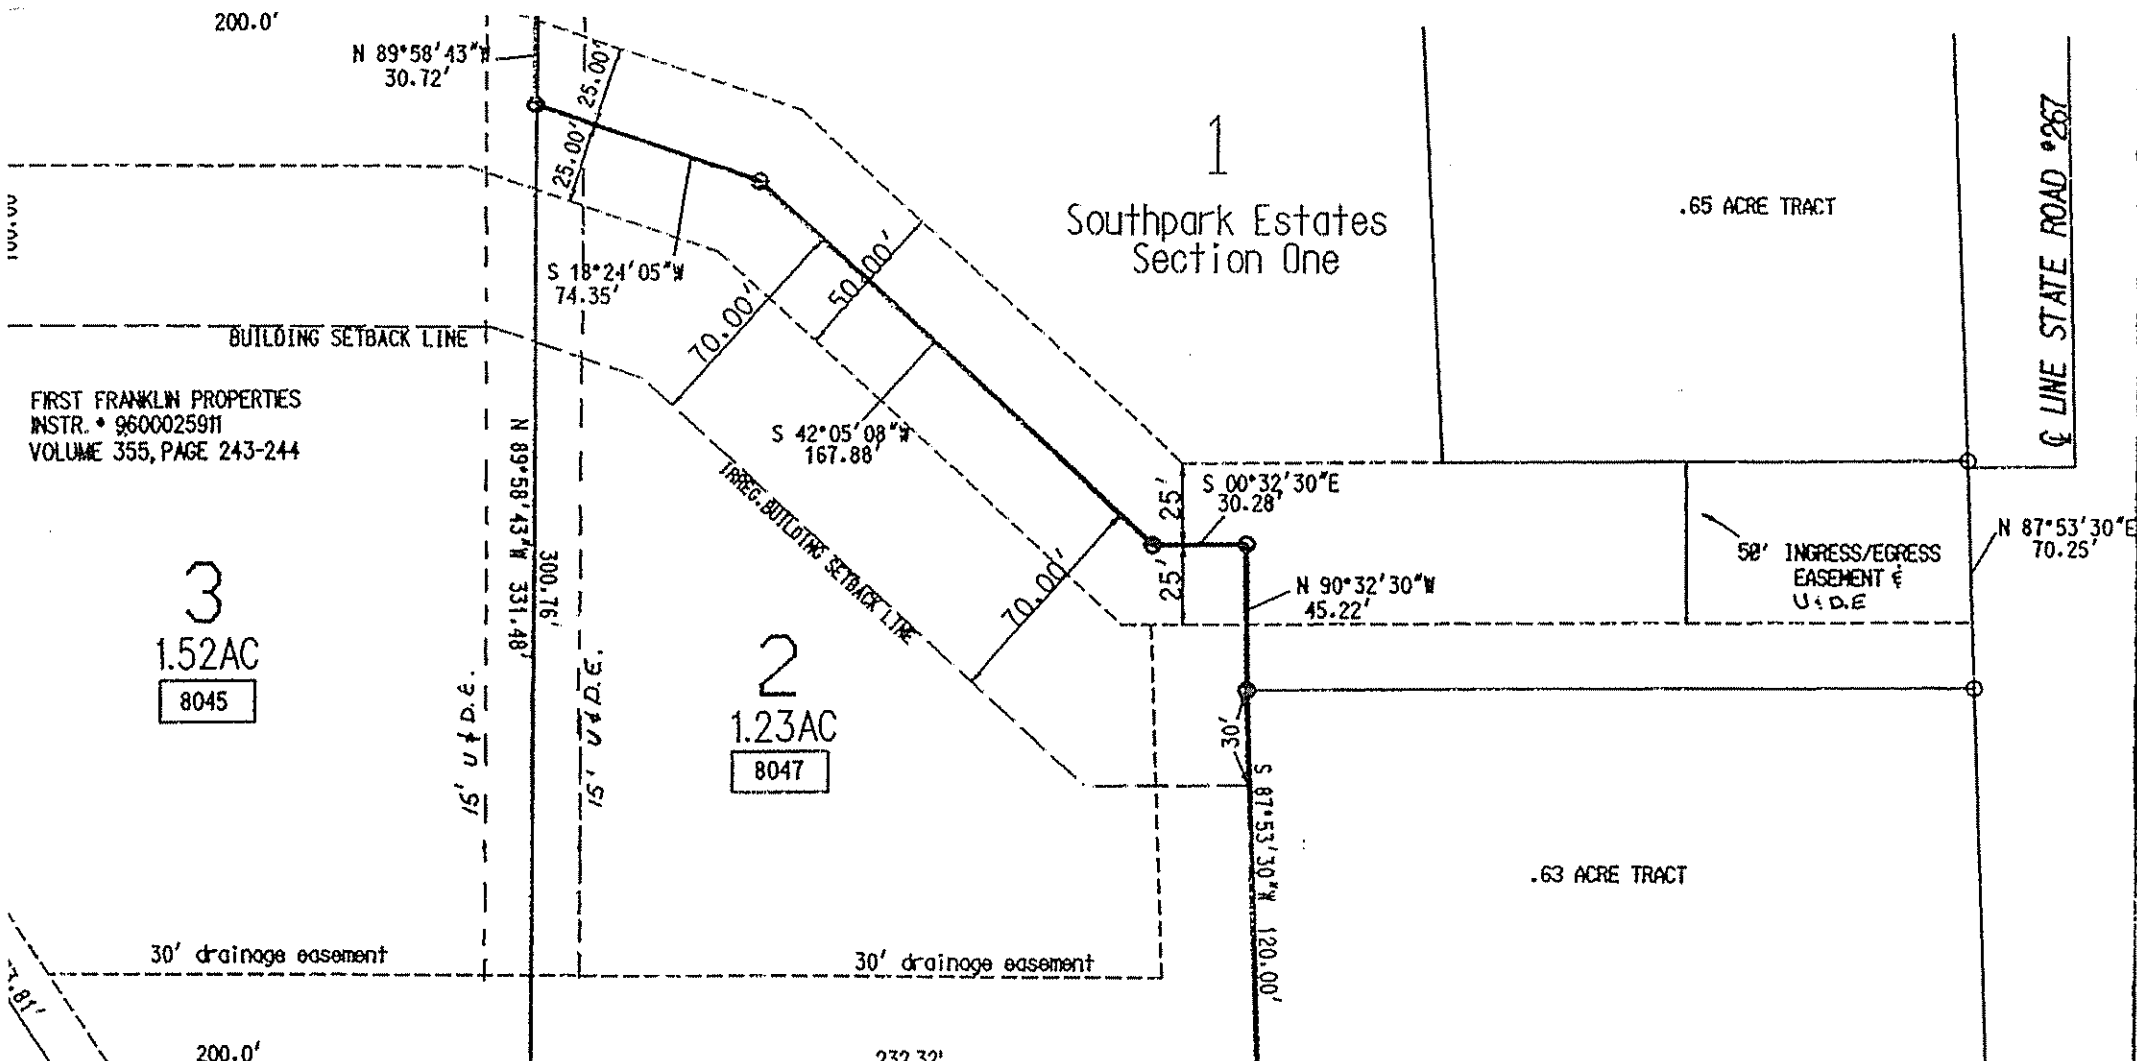 200.0'
N 89°58'43"W
30.72'
25.00'
25.00'
1
Southpark Estates
Section One
.65 ACRE TRACT
℄ LINE STATE ROAD #267
S 18°24'05"W
74.35'
50.00'
70.00'
BUILDING SETBACK LINE
FIRST FRANKLIN PROPERTIES
INSTR. # 9600025911
VOLUME 355, PAGE 243-244
S 42°05'08"W
167.88'
IRREG. BUILDING SETBACK LINE
N 89°58'43"W 331.48'
300.76'
25'
25'
S 00°32'30"E
30.28'
N 90°32'30"W
45.22'
50' INGRESS/EGRESS
EASEMENT &
U & D.E
N 87°53'30"E
70.25'
70.00'
3
1.52AC
8045
2
1.23AC
8047
15' U & D.E.
15' U & D.E.
30'
S 87°53'30"W 120.00'
.63 ACRE TRACT
30' drainage easement
30' drainage easement
200.0'
232.32'